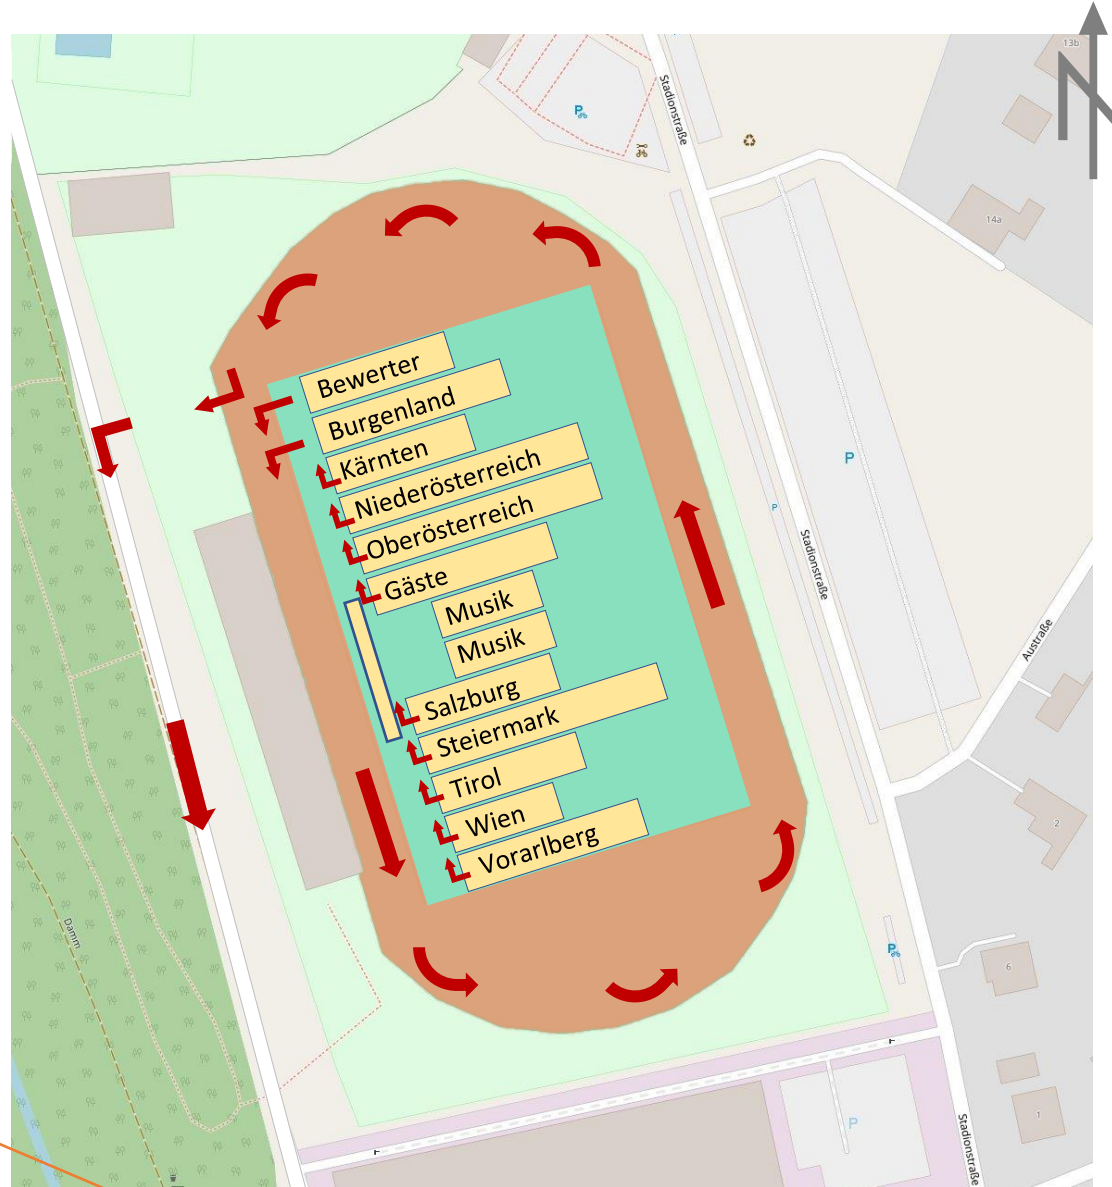 13b
Stadionstraße
P
14a
Bewerter
Burgenland
Kärnten
Niederösterreich
Oberösterreich
Gäste
Musik
Musik
Salzburg
Steiermark
Tirol
Wien
Vorarlberg
P
P
Stadionstraße
Austraße
2
Damm
P
6
1
P
Stadionstraße